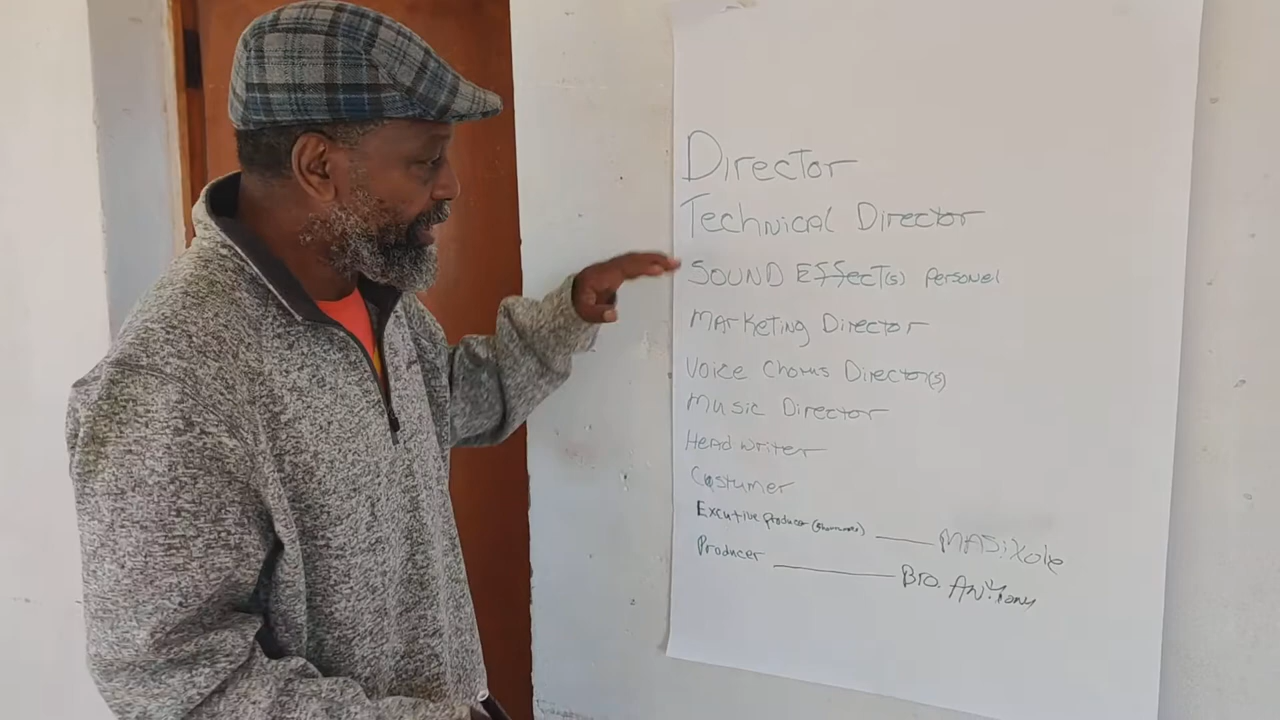 Director
Technical Director
SOUND Effect(s) Personel
Marketing Director
Voice Chorus Director(s)
Music Director
Head writer
Costumer
Excutive Producer MASiXole
Producer Bro. Anthony